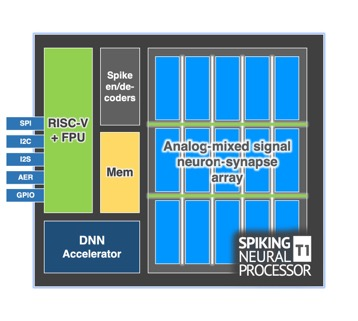 SPI
I2C
I2S
AER
GPIO
RISC-V
+ FPU
Spike
en/de-
coders
Mem
DNN
Accelerator
Analog-mixed signal
neuron-synapse
array
SPIKING
NEURAL T1
PROCESSOR